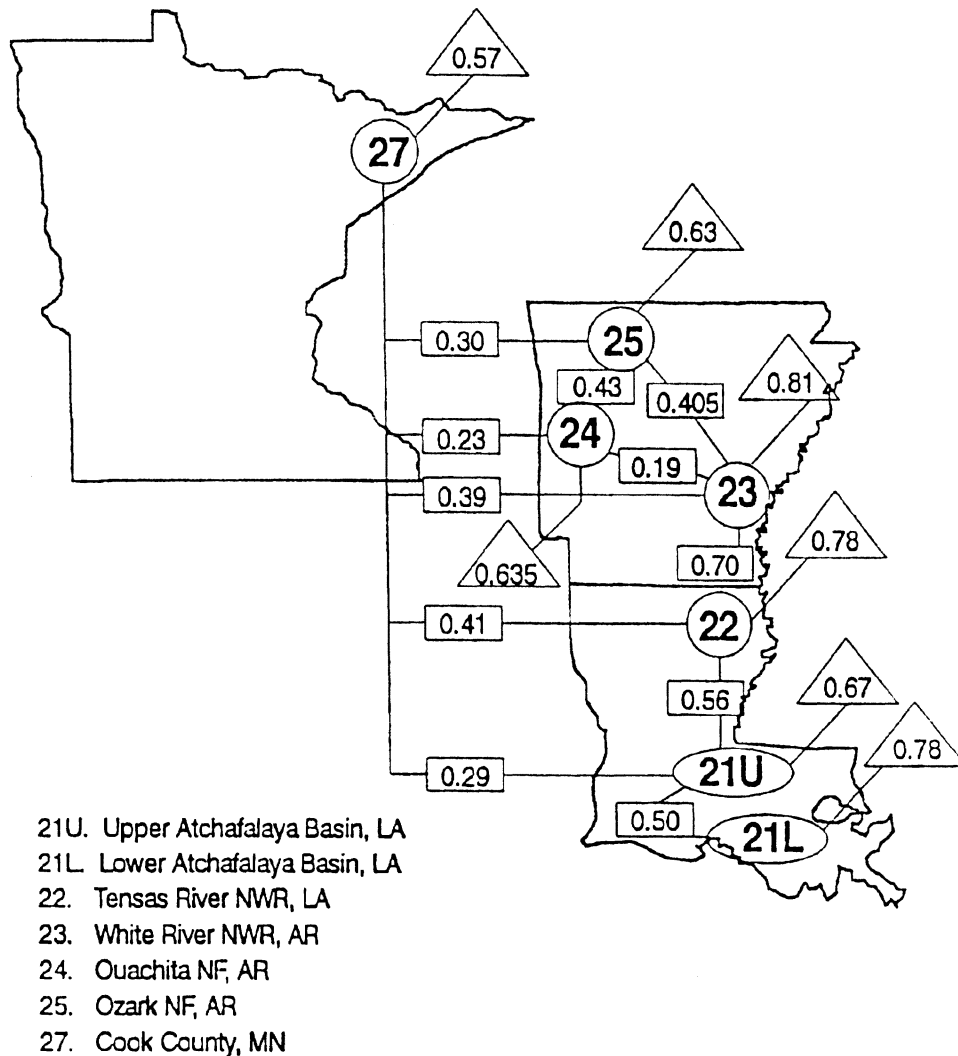 0.57
27
0.63
25
0.30
0.43
0.405
0.81
24
0.23
0.19
23
0.39
0.70
0.78
0.635
22
0.41
0.56
0.67
0.78
21U
0.29
0.50
21L
21U. Upper Atchafalaya Basin, LA
21L. Lower Atchafalaya Basin, LA
22. Tensas River NWR, LA
23. White River NWR, AR
24. Ouachita NF, AR
25. Ozark NF, AR
27. Cook County, MN